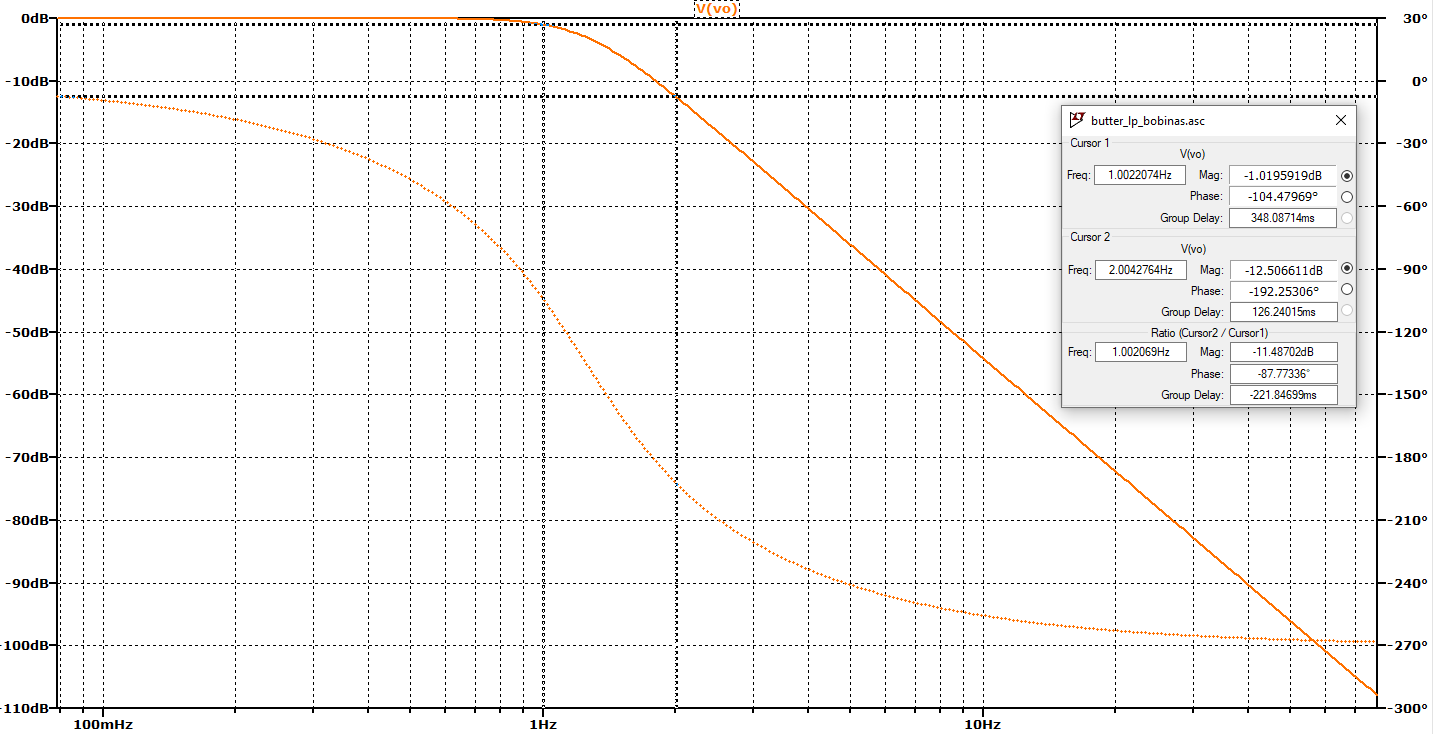 V(vo)
0dB
-10dB
-20dB
-30dB
-40dB
-50dB
-60dB
-70dB
-80dB
-90dB
-100dB
-110dB
30°
0°
-30°
-60°
-90°
-120°
-150°
-180°
-210°
-240°
-270°
-300°
100mHz 1Hz 10Hz
butter_lp_bobinas.asc
Cursor 1
V(vo)
Freq: 1.0022074Hz Mag: -1.0195919dB
Phase: -104.47969°
Group Delay: 348.08714ms
Cursor 2
V(vo)
Freq: 2.0042764Hz Mag: -12.506611dB
Phase: -192.25306°
Group Delay: 126.24015ms
Ratio (Cursor2 / Cursor1)
Freq: 1.002069Hz Mag: -11.48702dB
Phase: -87.77336°
Group Delay: -221.84699ms